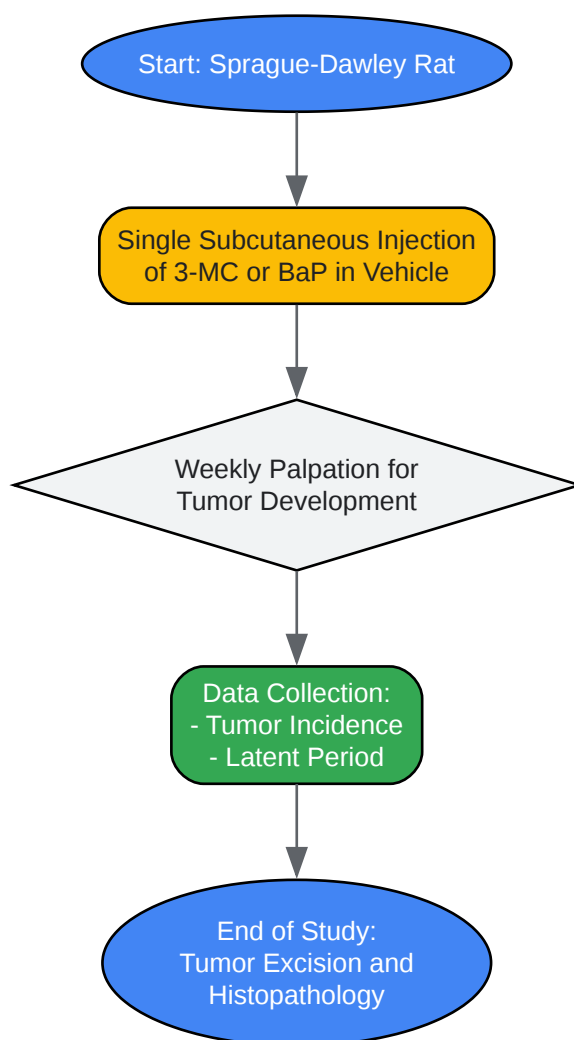 Start: Sprague-Dawley Rat
Single Subcutaneous Injection
of 3-MC or BaP in Vehicle
Weekly Palpation for
Tumor Development
Data Collection:
- Tumor Incidence
- Latent Period
End of Study:
Tumor Excision and
Histopathology